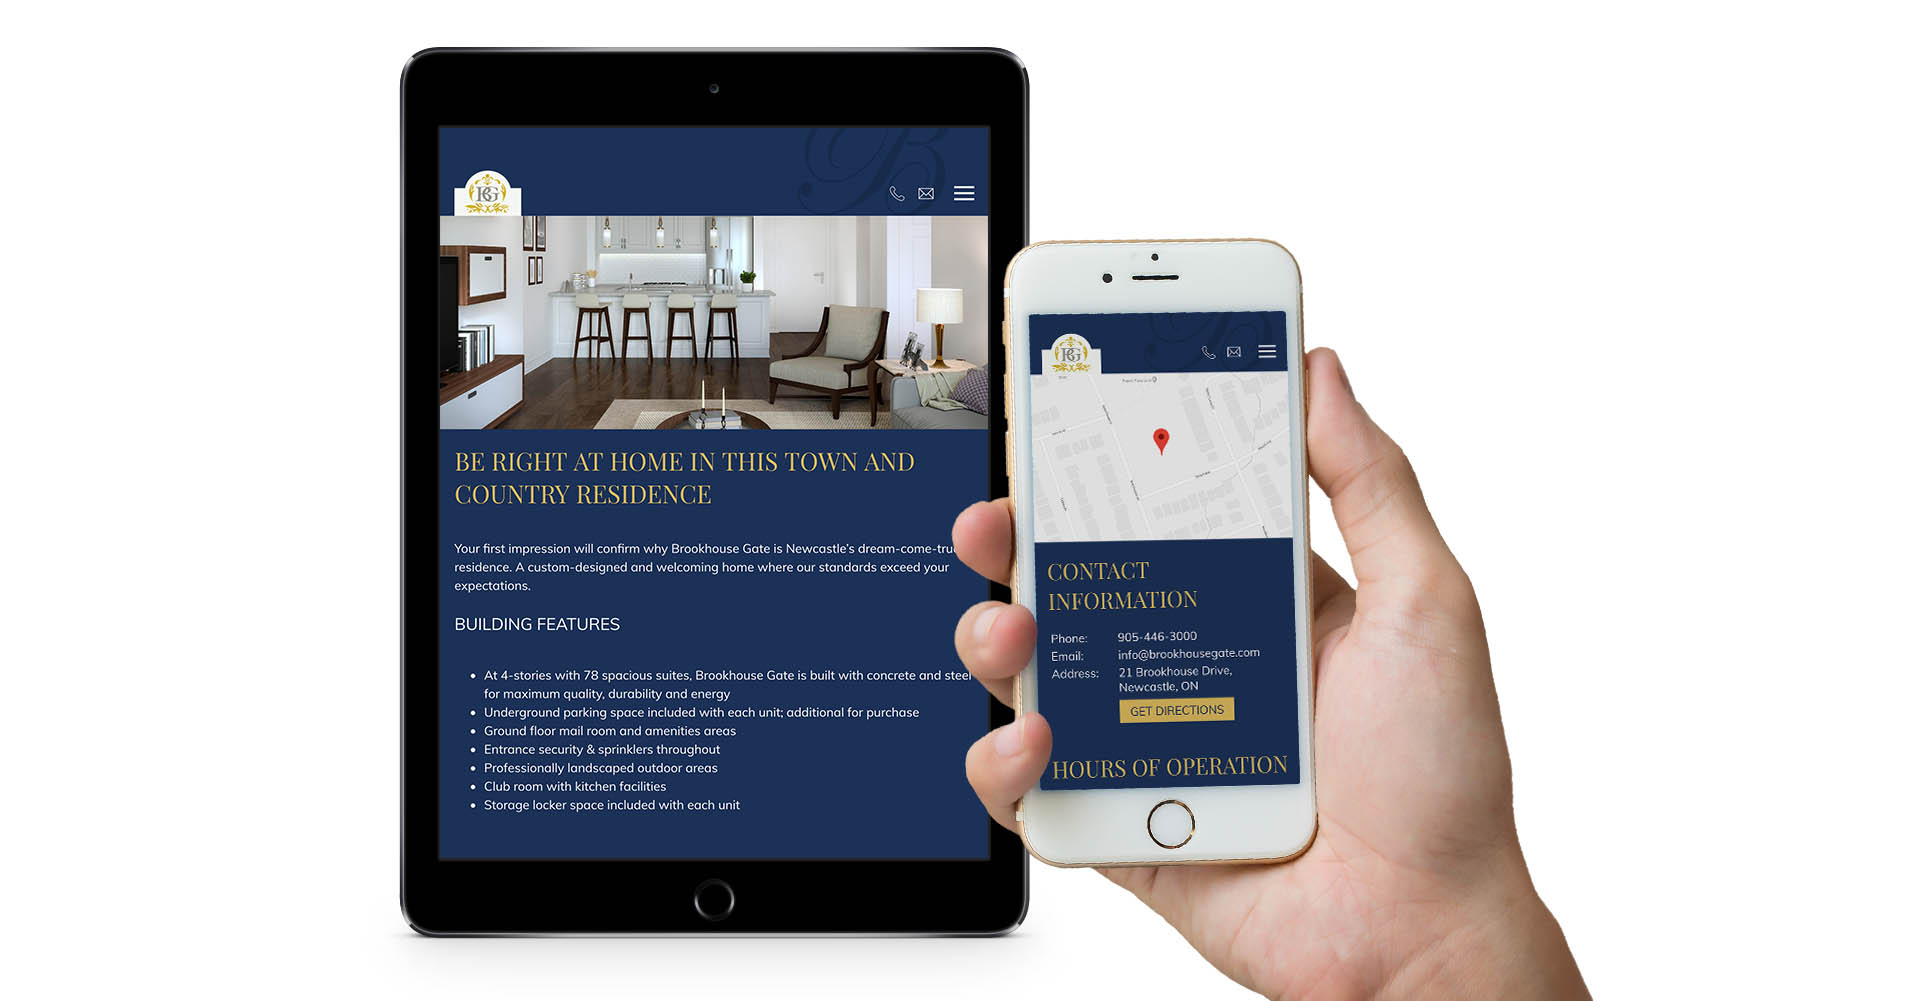 BG
BE RIGHT AT HOME IN THIS TOWN AND
COUNTRY RESIDENCE
Your first impression will confirm why Brookhouse Gate is Newcastle's dream-come-tru
residence. A custom-designed and welcoming home where our standards exceed your
expectations.
BUILDING FEATURES
• At 4-stories with 78 spacious suites, Brookhouse Gate is built with concrete and steel
for maximum quality, durability and energy
• Underground parking space included with each unit; additional for purchase
• Ground floor mail room and amenities areas
• Entrance security & sprinklers throughout
• Professionally landscaped outdoor areas
• Club room with kitchen facilities
• Storage locker space included with each unit
BG
CONTACT
INFORMATION
Phone: 905-446-3000
Email: info@brookhousegate.com
Address: 21 Brookhouse Drive,
Newcastle, ON
GET DIRECTIONS
HOURS OF OPERATION